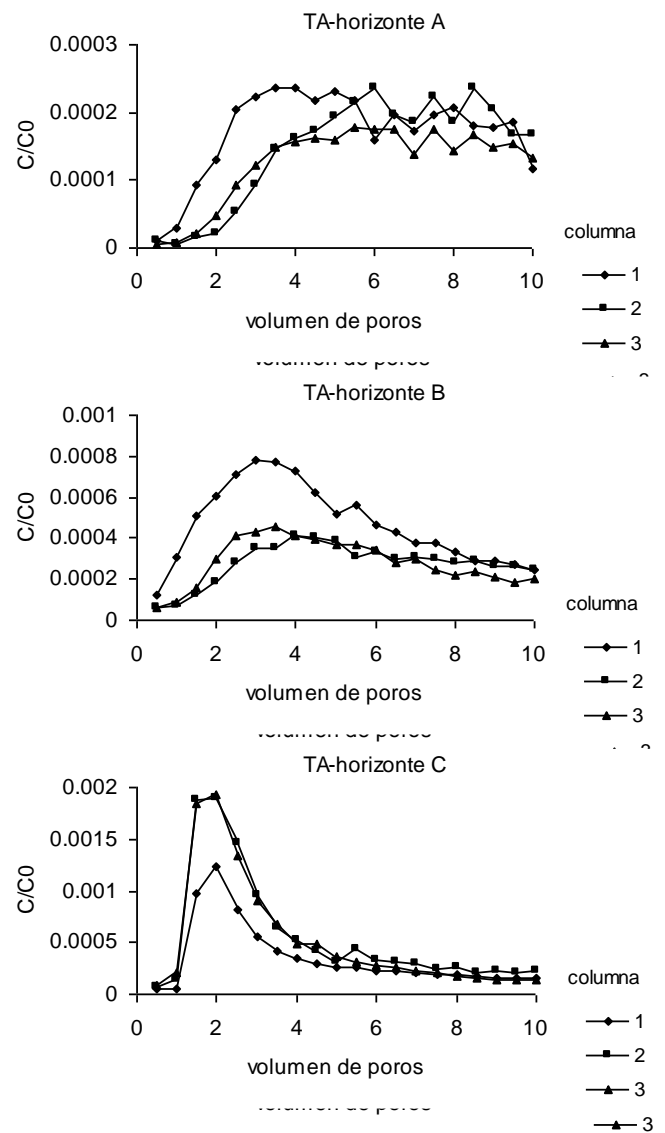 TA-horizonte A
0.0003
0.0002
0.0001
0
C/C0
0 2 4 6 8 10
volumen de poros
columna
1
2
3
volumen de poros
TA-horizonte B
0.001
0.0008
0.0006
0.0004
0.0002
0
C/C0
0 2 4 6 8 10
volumen de poros
columna
1
2
3
TA-horizonte C
0.002
0.0015
0.001
0.0005
0
C/C0
0 2 4 6 8 10
volumen de poros
columna
1
2
3
3